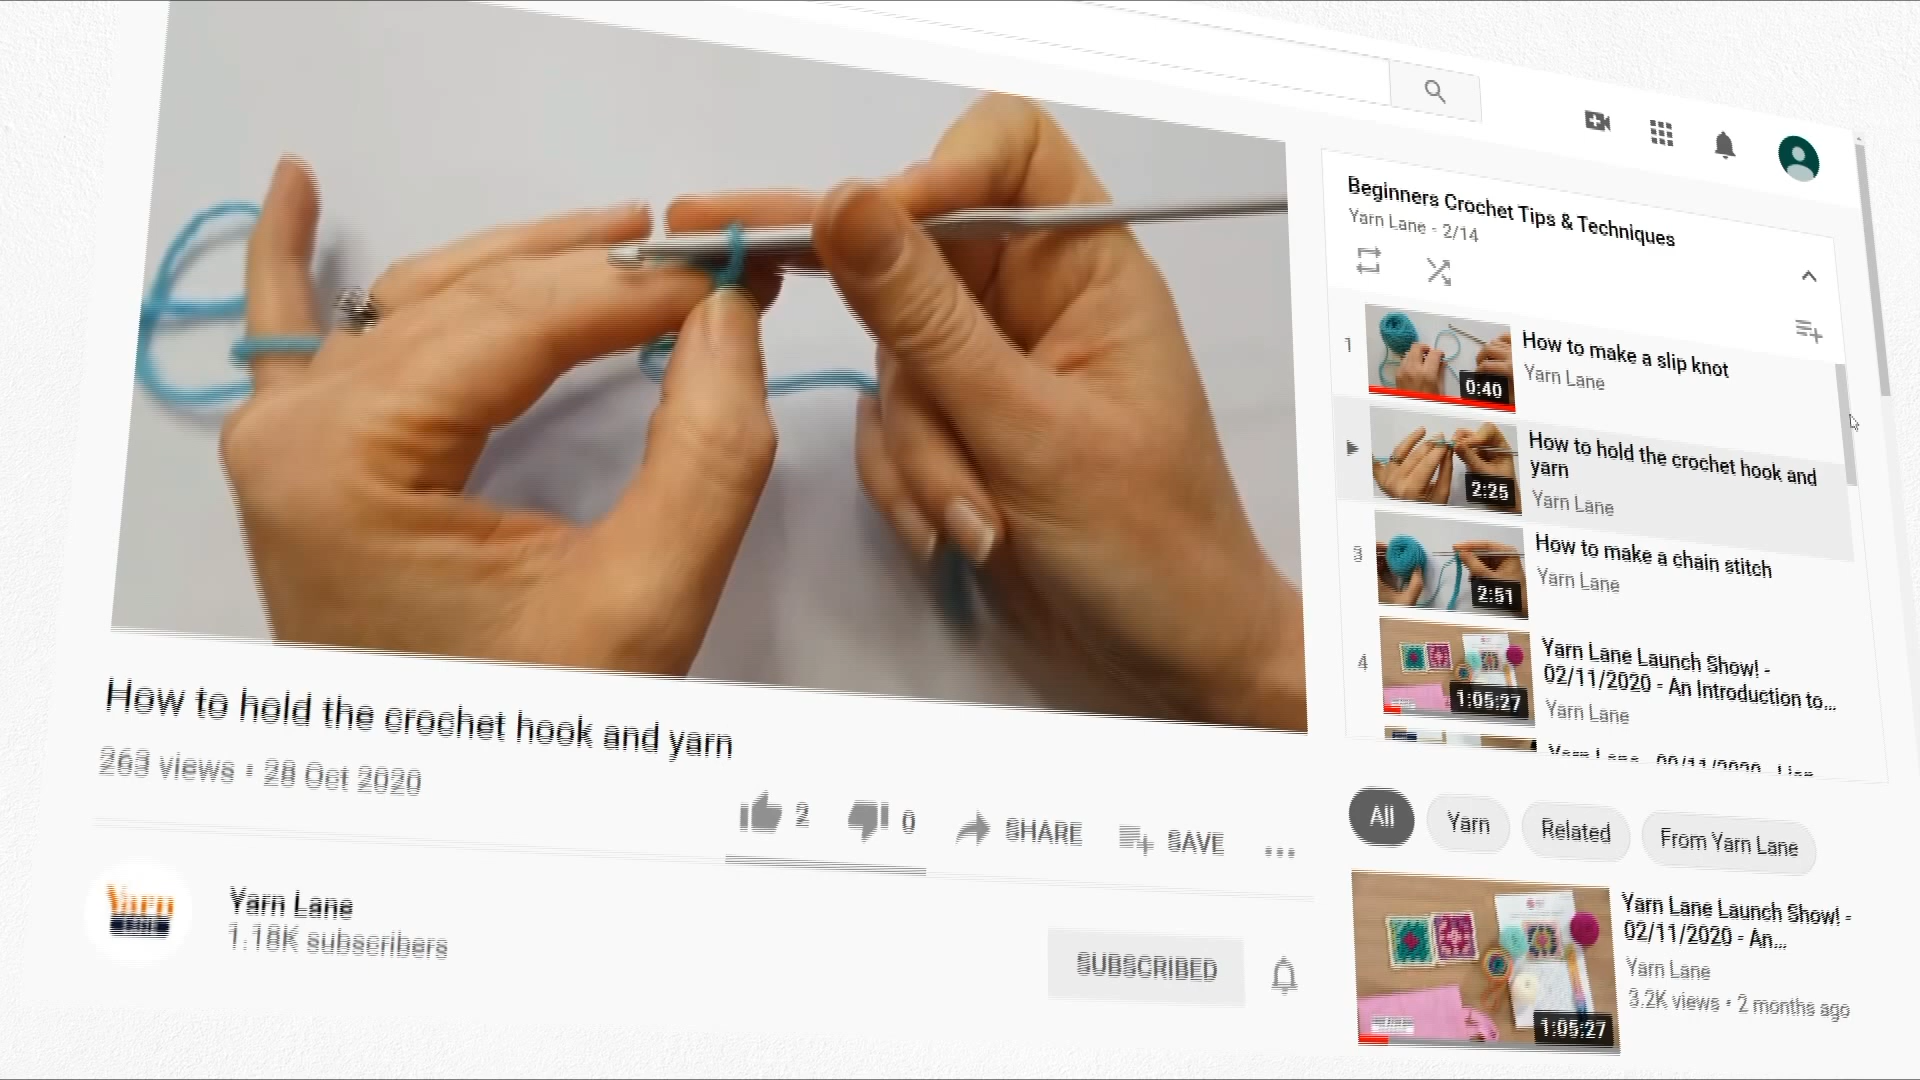 Beginners Crochet Tips & Techniques
Yarn Lane - 2/14
1
How to make a slip knot
Yarn Lane
0:40
How to hold the crochet hook and
yarn
Yarn Lane
2:25
3
How to make a chain stitch
Yarn Lane
2:51
4
Yarn Lane Launch Show! -
02/11/2020 - An Introduction to...
Yarn Lane
1:05:27
How to hold the crochet hook and yarn
263 views • 28 Oct 2020
2
0
SHARE
SAVE
...
Yarn
Yarn Lane
1.18K subscribers
SUBSCRIBED
All
Yarn
Related
From Yarn Lane
Yarn Lane Launch Show! -
02/11/2020 - An...
Yarn Lane
3.2K views • 2 months ago
1:05:27